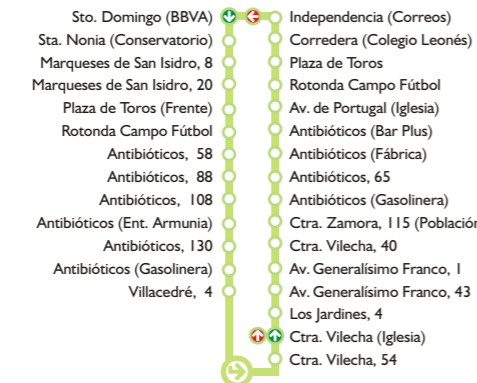 Sto. Domingo (BBVA)
Sta. Nonia (Conservatorio)
Marqueses de San Isidro, 8
Marqueses de San Isidro, 20
Plaza de Toros (Frente)
Rotonda Campo Fútbol
Antibióticos, 58
Antibióticos, 88
Antibióticos, 108
Antibióticos (Ent. Armunia)
Antibióticos, 130
Antibióticos (Gasolinera)
Villacedré, 4
Independencia (Correos)
Corredera (Colegio Leonés)
Plaza de Toros
Rotonda Campo Fútbol
Av. de Portugal (Iglesia)
Antibióticos (Bar Plus)
Antibióticos (Fábrica)
Antibióticos, 65
Antibióticos (Gasolinera)
Ctra. Zamora, 115 (Población
Ctra. Vilecha, 40
Av. Generalísimo Franco, 1
Av. Generalísimo Franco, 43
Los Jardines, 4
Ctra. Vilecha (Iglesia)
Ctra. Vilecha, 54